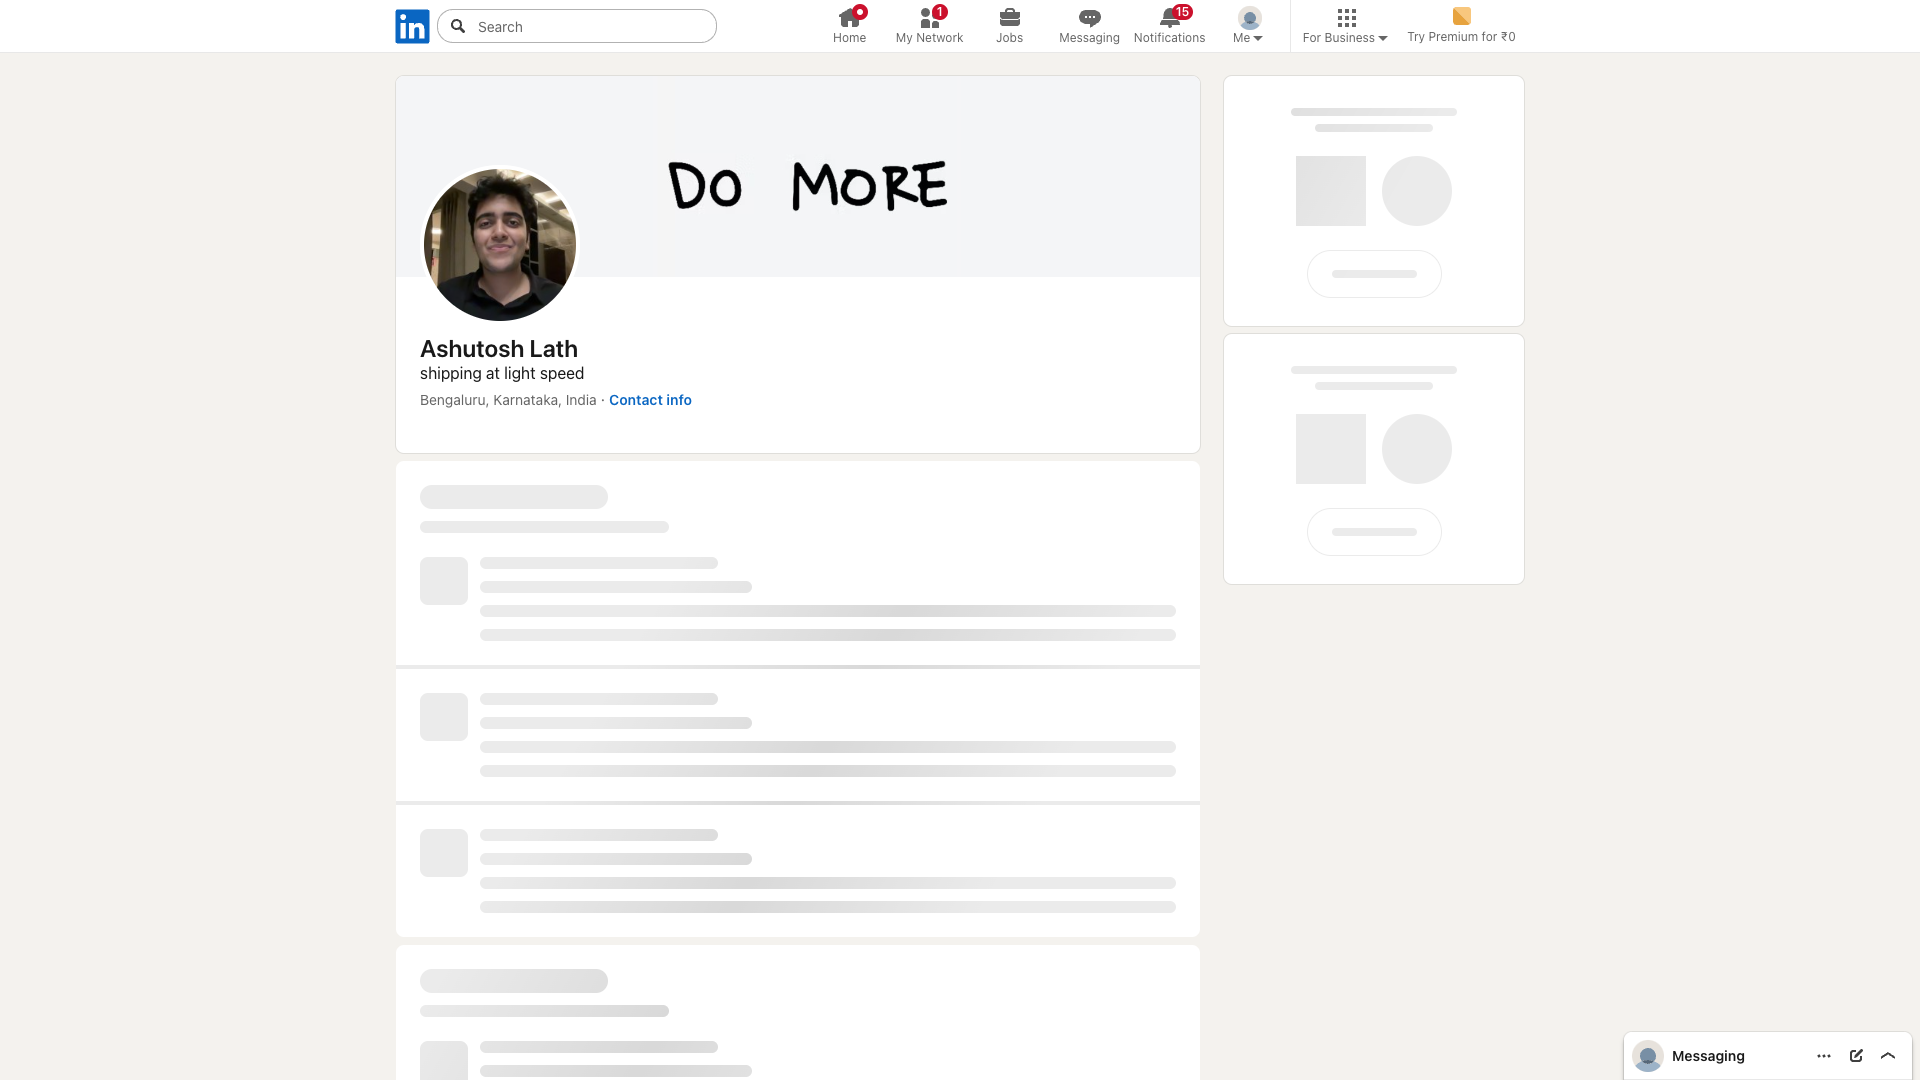 in
Search
Home
1
My Network
Jobs
Messaging
15
Notifications
Me
For Business
Try Premium for ₹0
DO MORE
Ashutosh Lath
shipping at light speed
Bengaluru, Karnataka, India · Contact info
Messaging